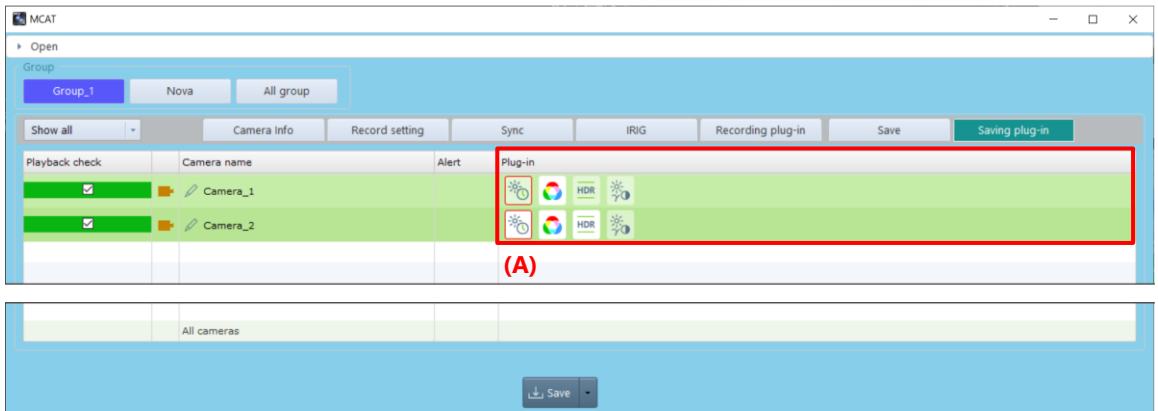 MCAT
Open
Group
Group_1 Nova All group
Show all Camera Info Record setting Sync IRIG Recording plug-in Save Saving plug-in
Playback check Camera name Alert Plug-in
Camera_1 HDR
Camera_2 HDR
(A)
All cameras
Save